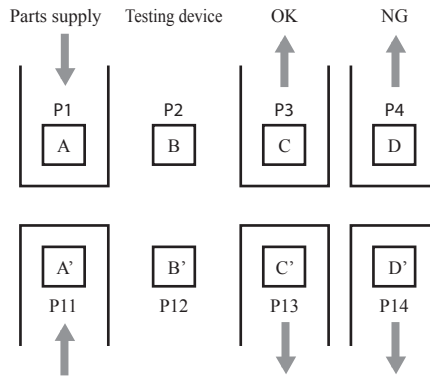 Parts supply Testing device OK NG
P1 P2 P3 P4
A B C D
A' B' C' D'
P11 P12 P13 P14